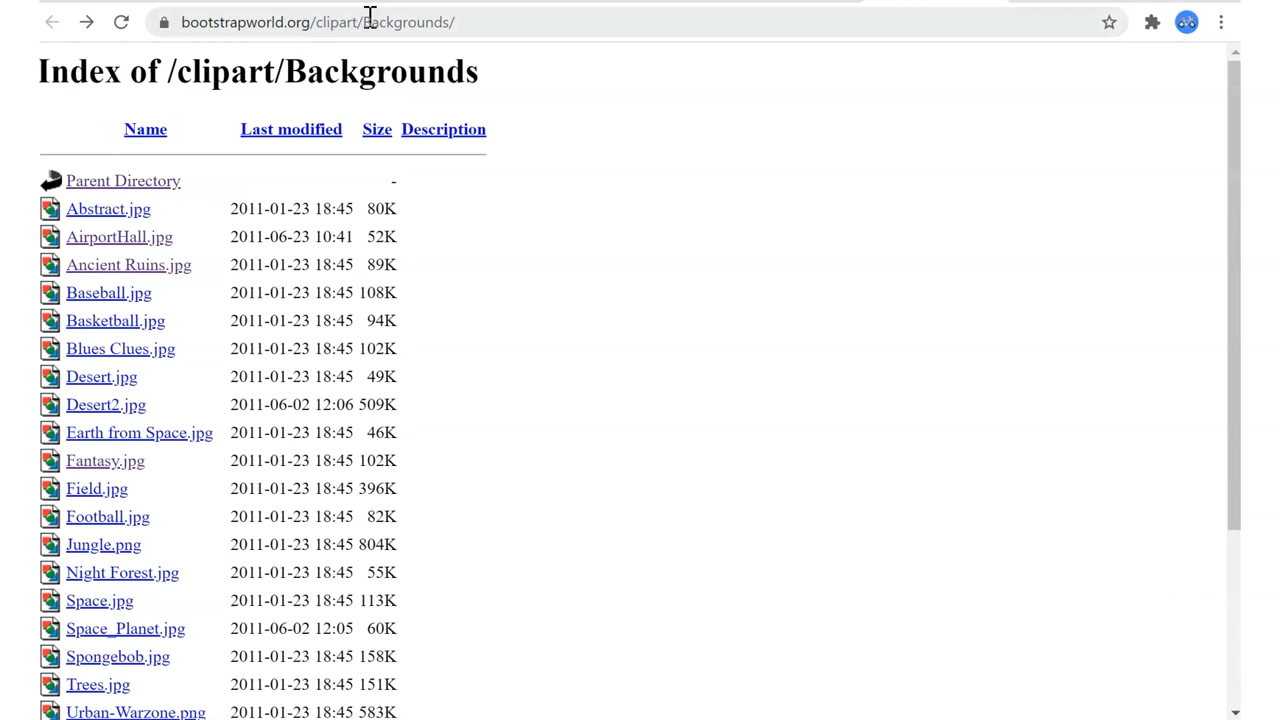 bootstrapworld.org/clipart/Backgrounds/
Index of /clipart/Backgrounds
Name Last modified Size Description
Parent Directory -
Abstract.jpg 2011-01-23 18:45 80K
AirportHall.jpg 2011-06-23 10:41 52K
Ancient Ruins.jpg 2011-01-23 18:45 89K
Baseball.jpg 2011-01-23 18:45 108K
Basketball.jpg 2011-01-23 18:45 94K
Blues Clues.jpg 2011-01-23 18:45 102K
Desert.jpg 2011-01-23 18:45 49K
Desert2.jpg 2011-06-02 12:06 509K
Earth from Space.jpg 2011-01-23 18:45 46K
Fantasy.jpg 2011-01-23 18:45 102K
Field.jpg 2011-01-23 18:45 396K
Football.jpg 2011-01-23 18:45 82K
Jungle.png 2011-01-23 18:45 804K
Night Forest.jpg 2011-01-23 18:45 55K
Space.jpg 2011-01-23 18:45 113K
Space_Planet.jpg 2011-06-02 12:05 60K
Spongebob.jpg 2011-01-23 18:45 158K
Trees.jpg 2011-01-23 18:45 151K
Urban-Warzone.png 2011-01-23 18:45 583K